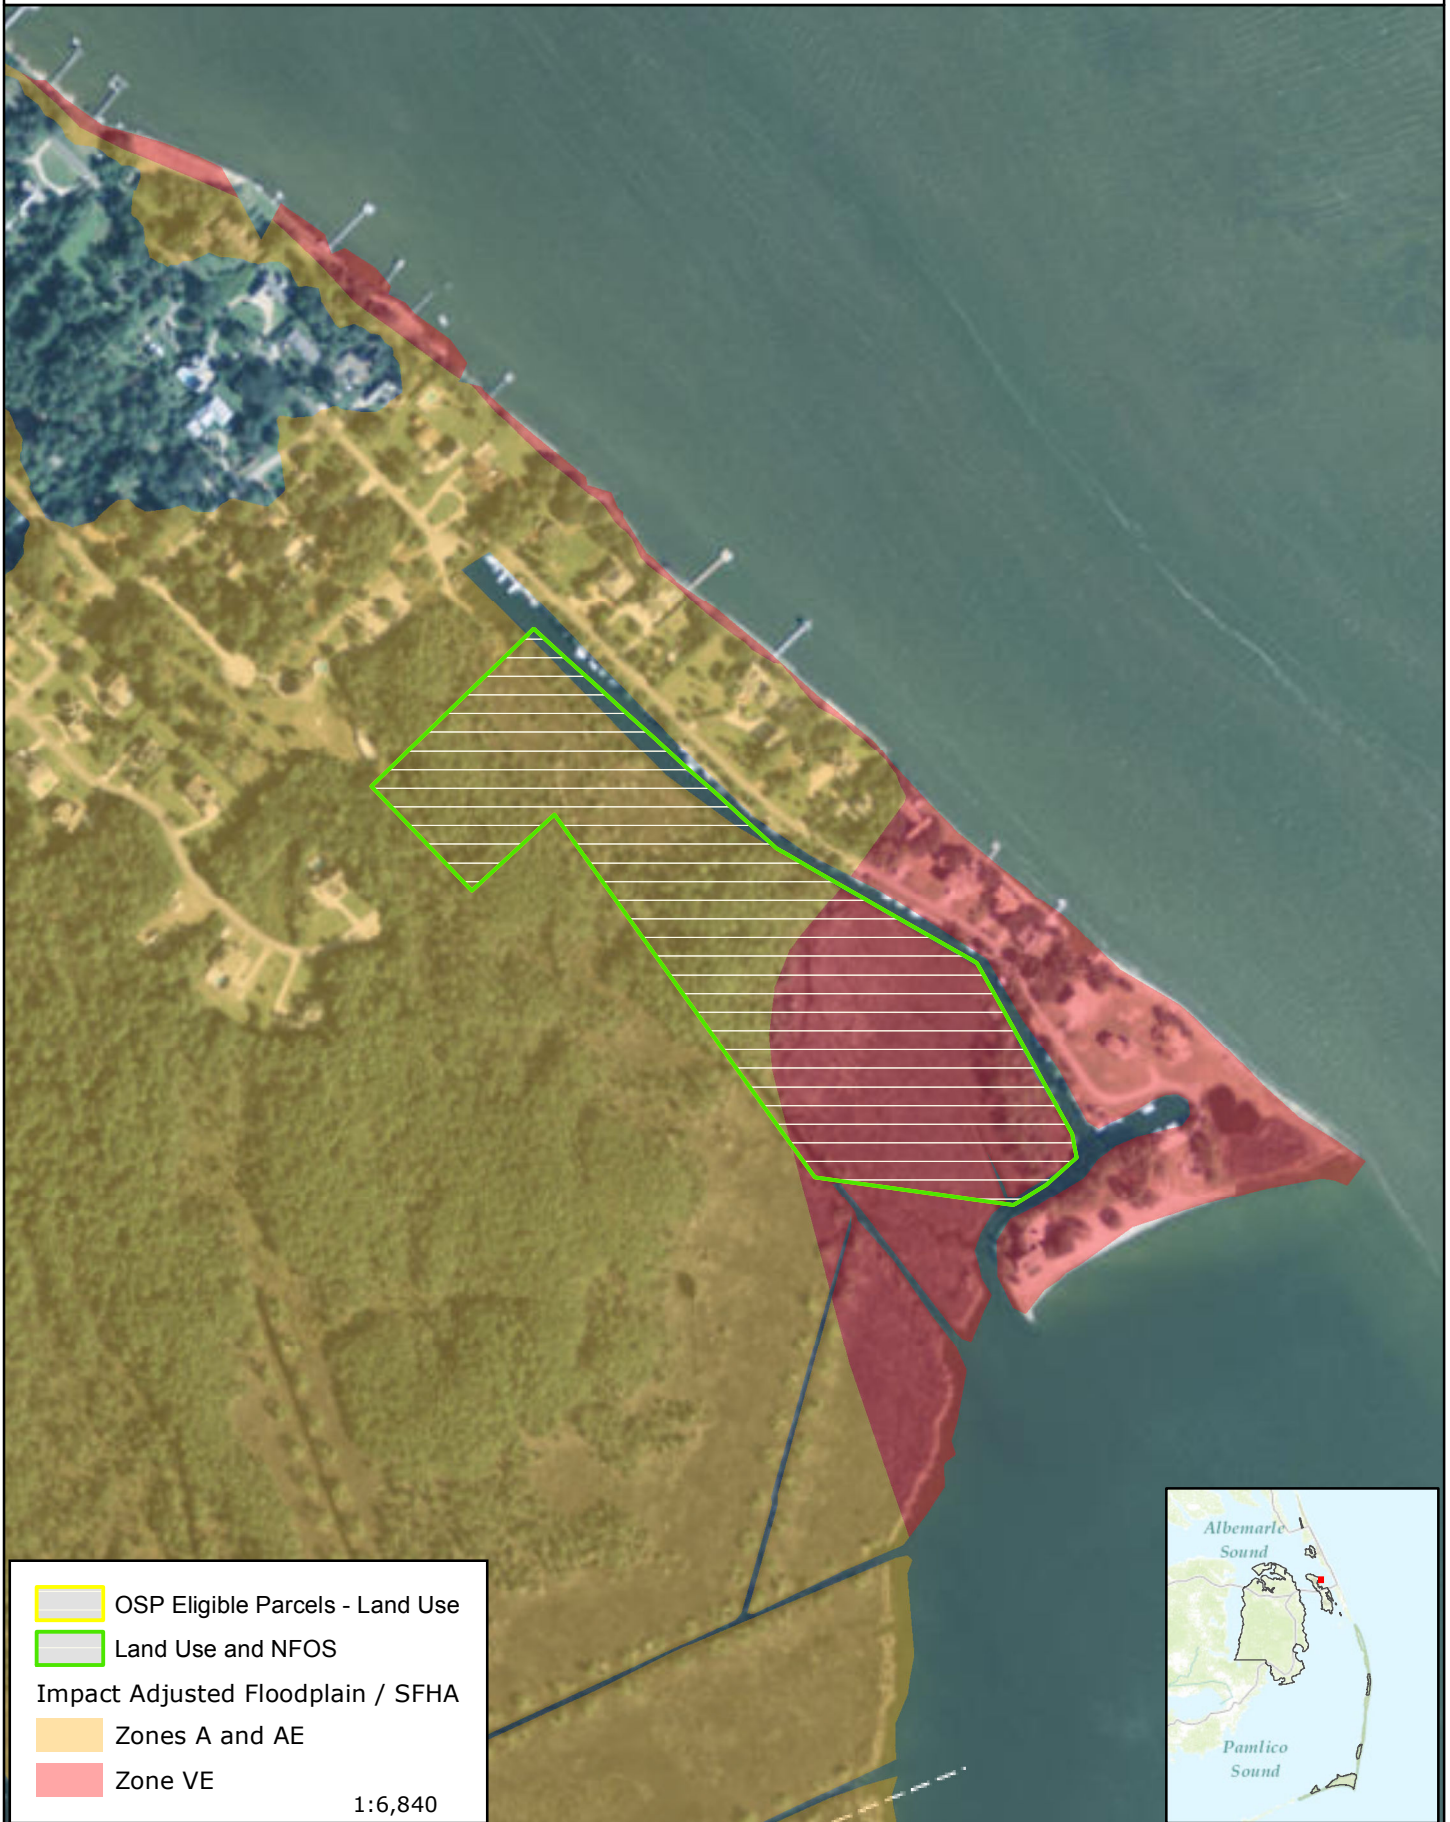 OSP Eligible Parcels - Land Use
Land Use and NFOS
Impact Adjusted Floodplain / SFHA
Zones A and AE
Zone VE
1:6,840
Albemarle
Sound
Pamlico
Sound